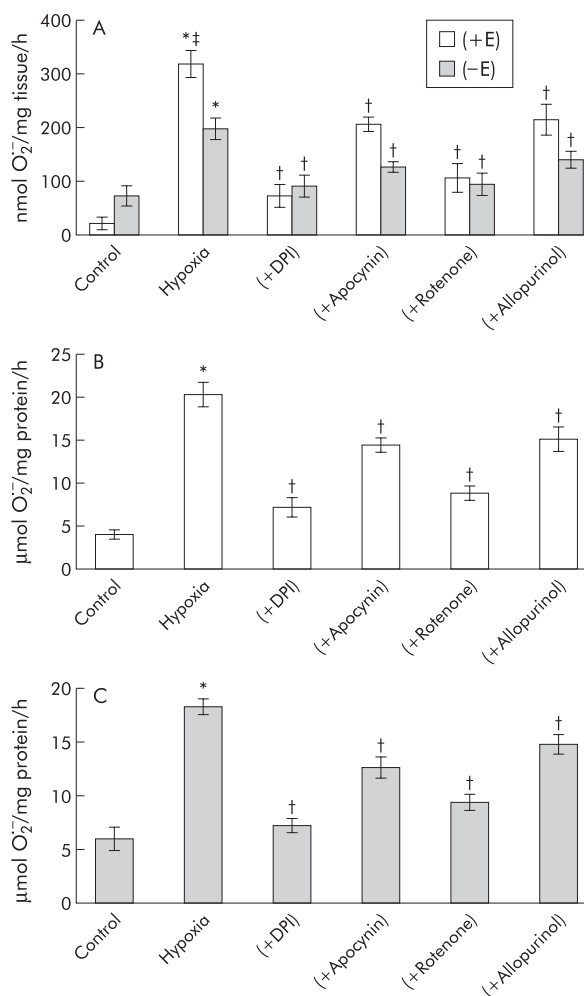 A
nmol O₂•−/mg tissue/h
400
300
200
100
0
(+E)
(−E)
*‡
*
†
†
†
†
†
†
†
†
Control
Hypoxia
(+DPI)
(+Apocynin)
(+Rotenone)
(+Allopurinol)
B
μmol O₂•−/mg protein/h
25
20
15
10
5
0
*
†
†
†
†
Control
Hypoxia
(+DPI)
(+Apocynin)
(+Rotenone)
(+Allopurinol)
C
μmol O₂•−/mg protein/h
20
15
10
5
0
*
†
†
†
†
Control
Hypoxia
(+DPI)
(+Apocynin)
(+Rotenone)
(+Allopurinol)